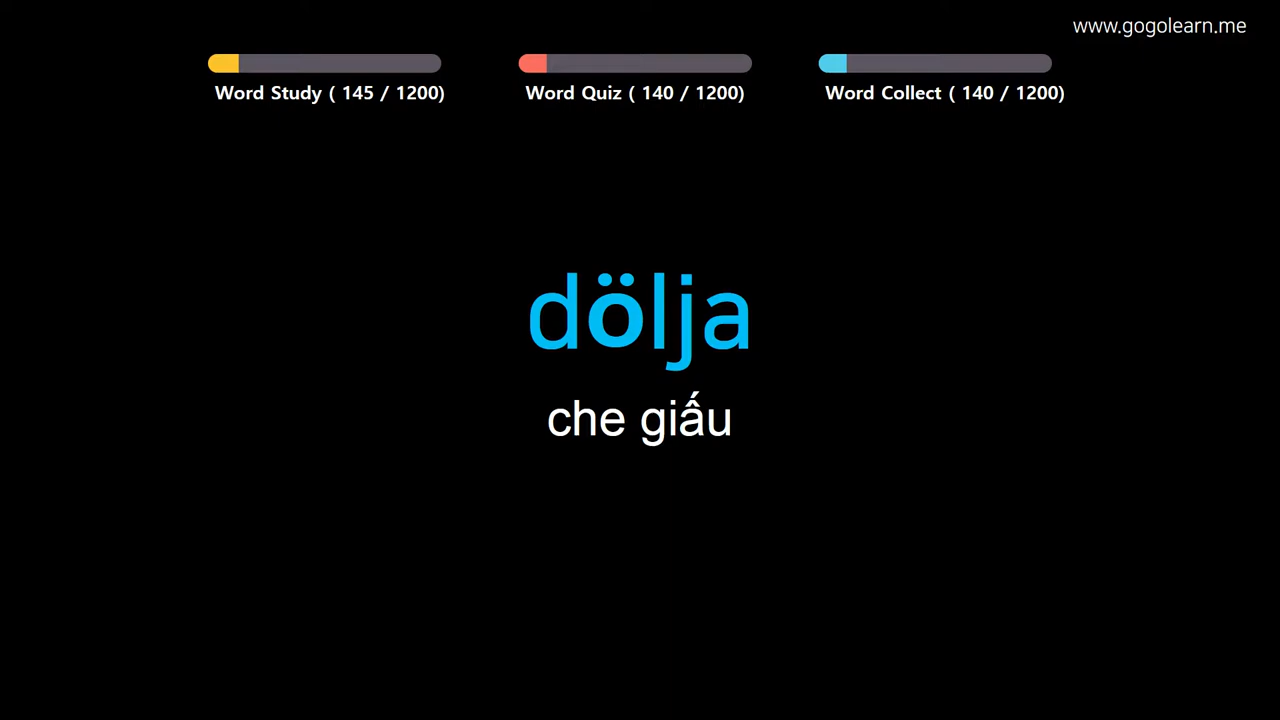 www.gogolearn.me
Word Study ( 145 / 1200)
Word Quiz ( 140 / 1200)
Word Collect ( 140 / 1200)
dölja
che giấu